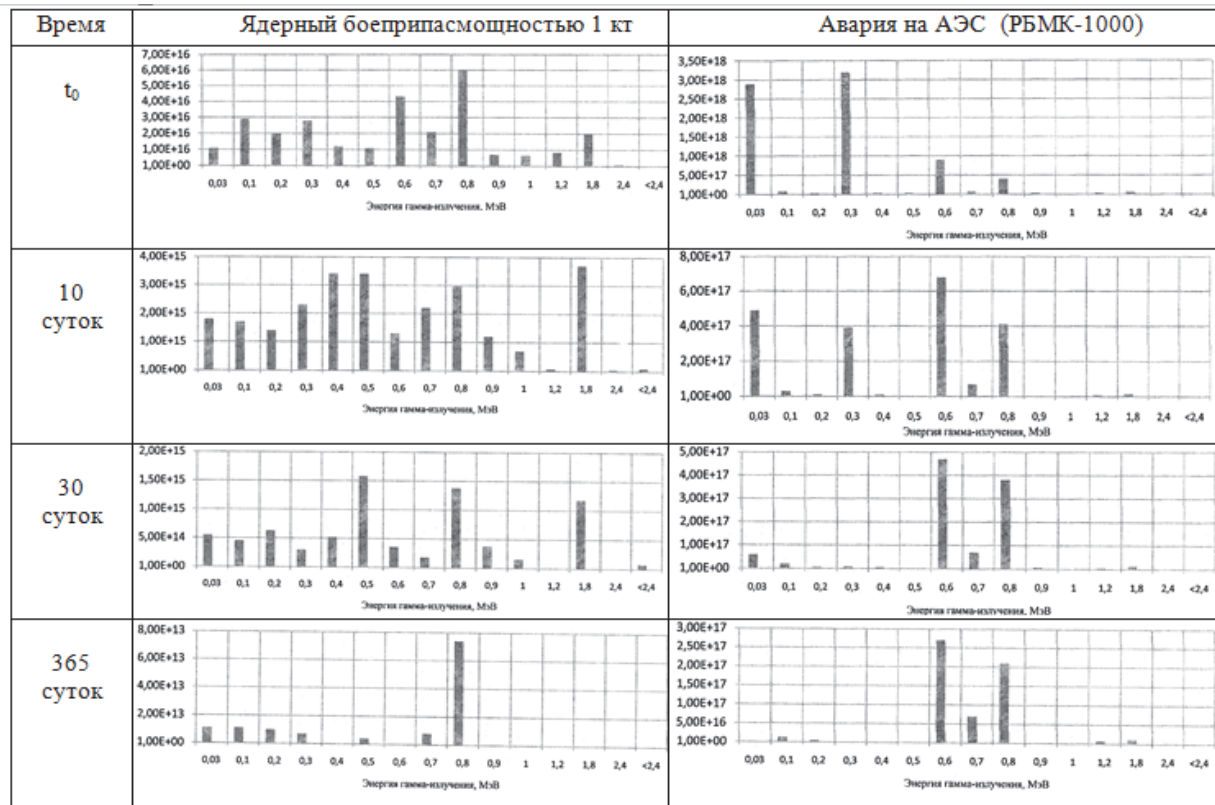 Время Ядерный боеприпасмощностью 1 кт Авария на АЭС (РБМК-1000)
t₀
7,00E+16
6,00E+16
5,00E+16
4,00E+16
3,00E+16
2,00E+16
1,00E+16
1,00E+00
0,03 0,1 0,2 0,3 0,4 0,5 0,6 0,7 0,8 0,9 1 1,2 1,8 2,4 <2,4
Энергия гамма-излучения, МэВ
3,50E+18
3,00E+18
2,50E+18
2,00E+18
1,00E+18
1,00E+18
5,00E+17
1,00E+00
0,03 0,1 0,2 0,3 0,4 0,5 0,6 0,7 0,8 0,9 1 1,2 1,8 2,4 <2,4
Энергия гамма-излучения, МэВ
10
суток
4,00E+15
3,00E+15
2,00E+15
1,00E+15
1,00E+00
0,03 0,1 0,2 0,3 0,4 0,5 0,6 0,7 0,8 0,9 1 1,2 1,8 2,4 <2,4
Энергия гамма-излучения, МэВ
8,00E+17
6,00E+17
4,00E+17
2,00E+17
1,00E+00
0,03 0,1 0,2 0,3 0,4 0,5 0,6 0,7 0,8 0,9 1 1,2 1,8 2,4 <2,4
Энергия гамма-излучения, МэВ
30
суток
2,00E+15
1,50E+15
1,00E+15
5,00E+14
1,00E+00
0,03 0,1 0,2 0,3 0,4 0,5 0,6 0,7 0,8 0,9 1 1,2 1,8 2,4 <2,4
Энергия гамма-излучения, МэВ
5,00E+17
4,00E+17
3,00E+17
2,00E+17
1,00E+17
1,00E+00
0,03 0,1 0,2 0,3 0,4 0,5 0,6 0,7 0,8 0,9 1 1,2 1,8 2,4 <2,4
Энергия гамма-излучения, МэВ
365
суток
8,00E+13
6,00E+13
4,00E+13
2,00E+13
1,00E+00
0,03 0,1 0,2 0,3 0,4 0,5 0,6 0,7 0,8 0,9 1 1,2 1,8 2,4 <2,4
Энергия гамма-излучения, МэВ
3,00E+17
2,50E+17
2,00E+17
1,50E+17
1,00E+17
5,00E+16
1,00E+00
0,03 0,1 0,2 0,3 0,4 0,5 0,6 0,7 0,8 0,9 1 1,2 1,8 2,4 <2,4
Энергия гамма-излучения, МэВ